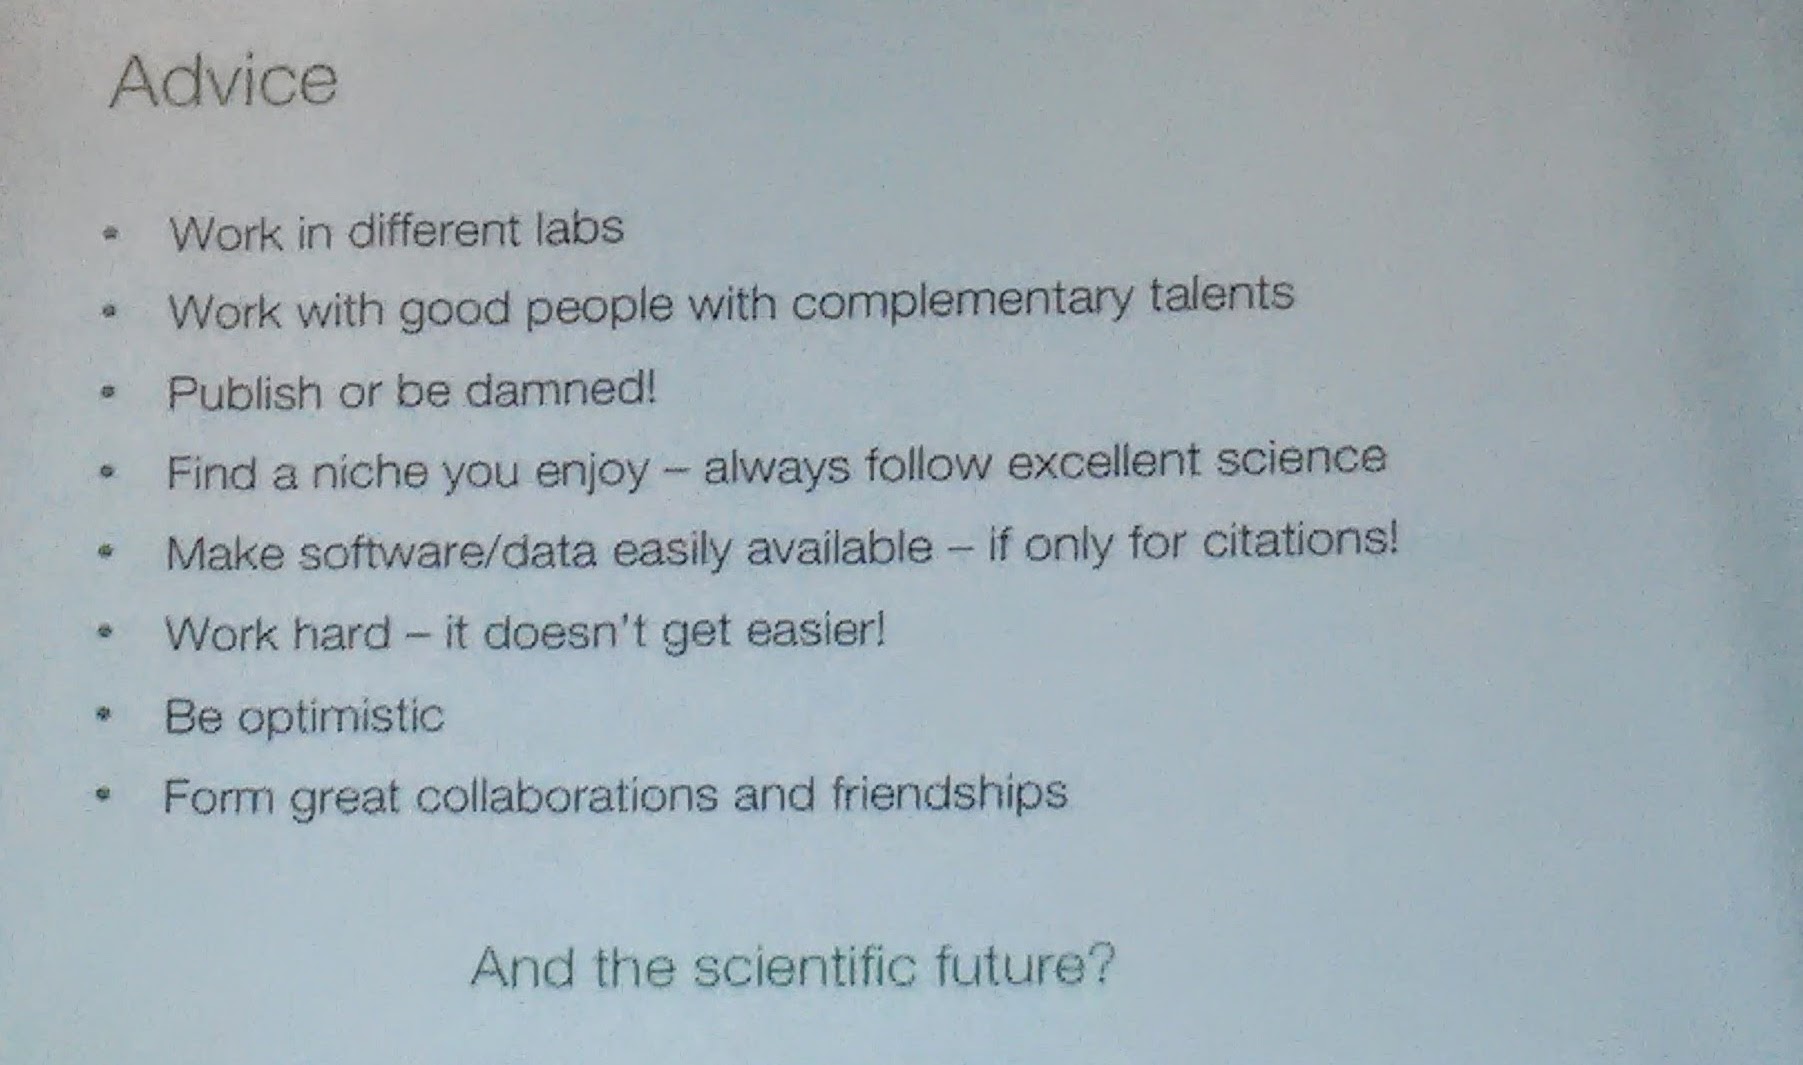 Advice
• Work in different labs
• Work with good people with complementary talents
• Publish or be damned!
• Find a niche you enjoy – always follow excellent science
• Make software/data easily available – if only for citations!
• Work hard – it doesn't get easier!
• Be optimistic
• Form great collaborations and friendships
And the scientific future?